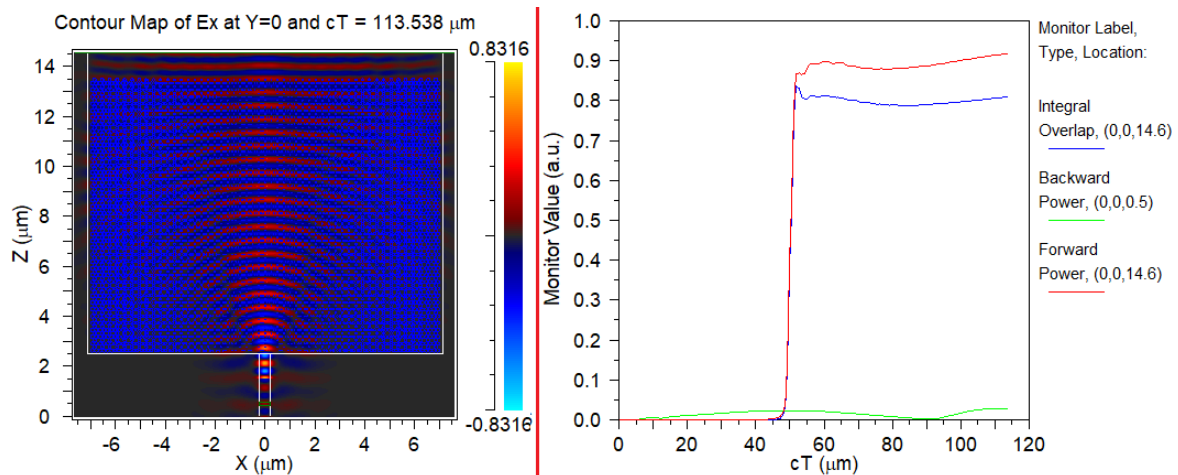 Contour Map of Ex at Y=0 and cT = 113.538 μm
0.8316
14
12
10
8
6
4
2
0
Z (μm)
-6 -4 -2 0 2 4 6
X (μm)
-0.8316
1.0
0.9
0.8
0.7
0.6
0.5
0.4
0.3
0.2
0.1
0.0
Monitor Value (a.u.)
0 20 40 60 80 100 120
cT (μm)
Monitor Label,
Type, Location:
Integral
Overlap, (0,0,14.6)
Backward
Power, (0,0,0.5)
Forward
Power, (0,0,14.6)